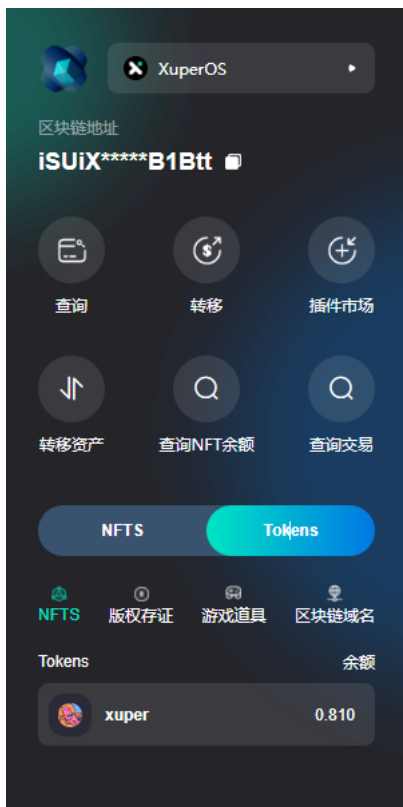 XuperOS
区块链地址
iSUiX*****B1Btt
查询 转移 插件市场
转移资产 查询NFT余额 查询交易
NFTS Tokens
NFTS 版权存证 游戏道具 区块链域名
Tokens 余额
xuper 0.810